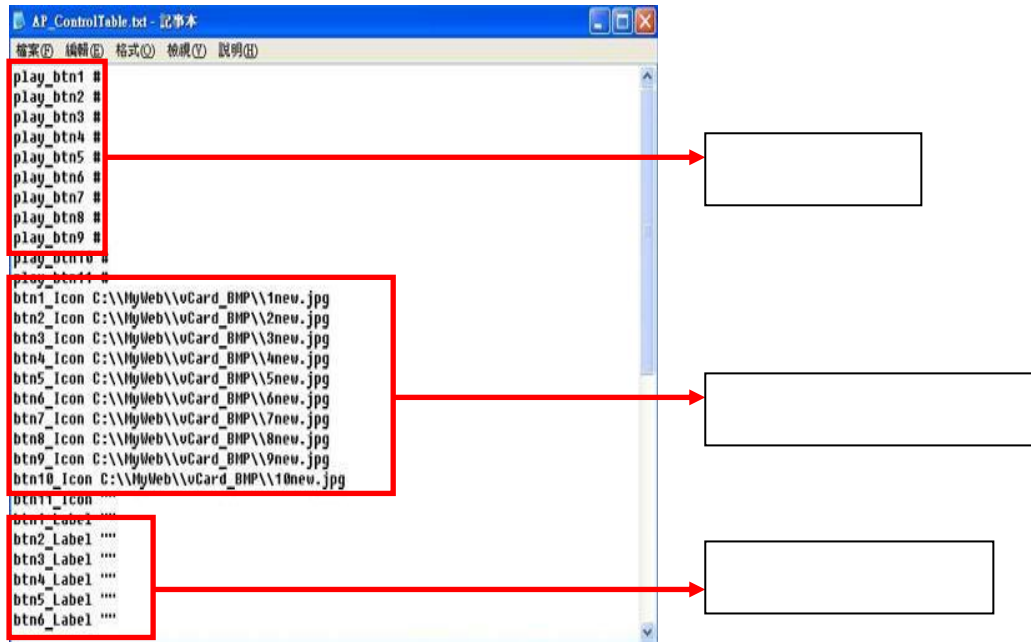 AP_ControlTable.txt - 記事本
檔案(F) 編輯(E) 格式(O) 檢視(V) 說明(H)
play_btn1 #
play_btn2 #
play_btn3 #
play_btn4 #
play_btn5 #
play_btn6 #
play_btn7 #
play_btn8 #
play_btn9 #
play_btn10 #
play_btn11 #
btn1_Icon C:\\MyWeb\\vCard_BMP\\1new.jpg
btn2_Icon C:\\MyWeb\\vCard_BMP\\2new.jpg
btn3_Icon C:\\MyWeb\\vCard_BMP\\3new.jpg
btn4_Icon C:\\MyWeb\\vCard_BMP\\4new.jpg
btn5_Icon C:\\MyWeb\\vCard_BMP\\5new.jpg
btn6_Icon C:\\MyWeb\\vCard_BMP\\6new.jpg
btn7_Icon C:\\MyWeb\\vCard_BMP\\7new.jpg
btn8_Icon C:\\MyWeb\\vCard_BMP\\8new.jpg
btn9_Icon C:\\MyWeb\\vCard_BMP\\9new.jpg
btn10_Icon C:\\MyWeb\\vCard_BMP\\10new.jpg
btn11_Icon ""
btn1_Label ""
btn2_Label ""
btn3_Label ""
btn4_Label ""
btn5_Label ""
btn6_Label ""